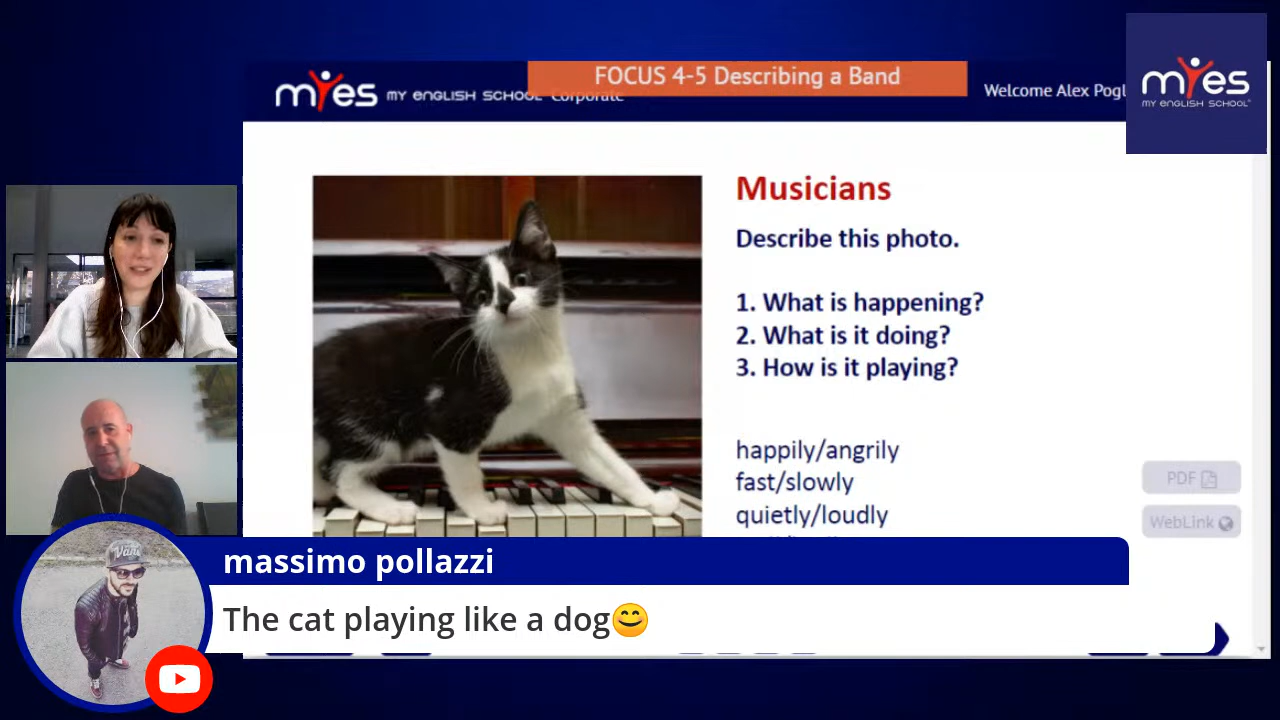 FOCUS 4-5 Describing a Band
myes MY ENGLISH SCHOOL Corporate
Welcome Alex Pogl
myes
MY ENGLISH SCHOOL
Musicians
Describe this photo.
1. What is happening?
2. What is it doing?
3. How is it playing?
happily/angrily
fast/slowly
quietly/loudly
PDF
WebLink
massimo pollazzi
The cat playing like a dog😊